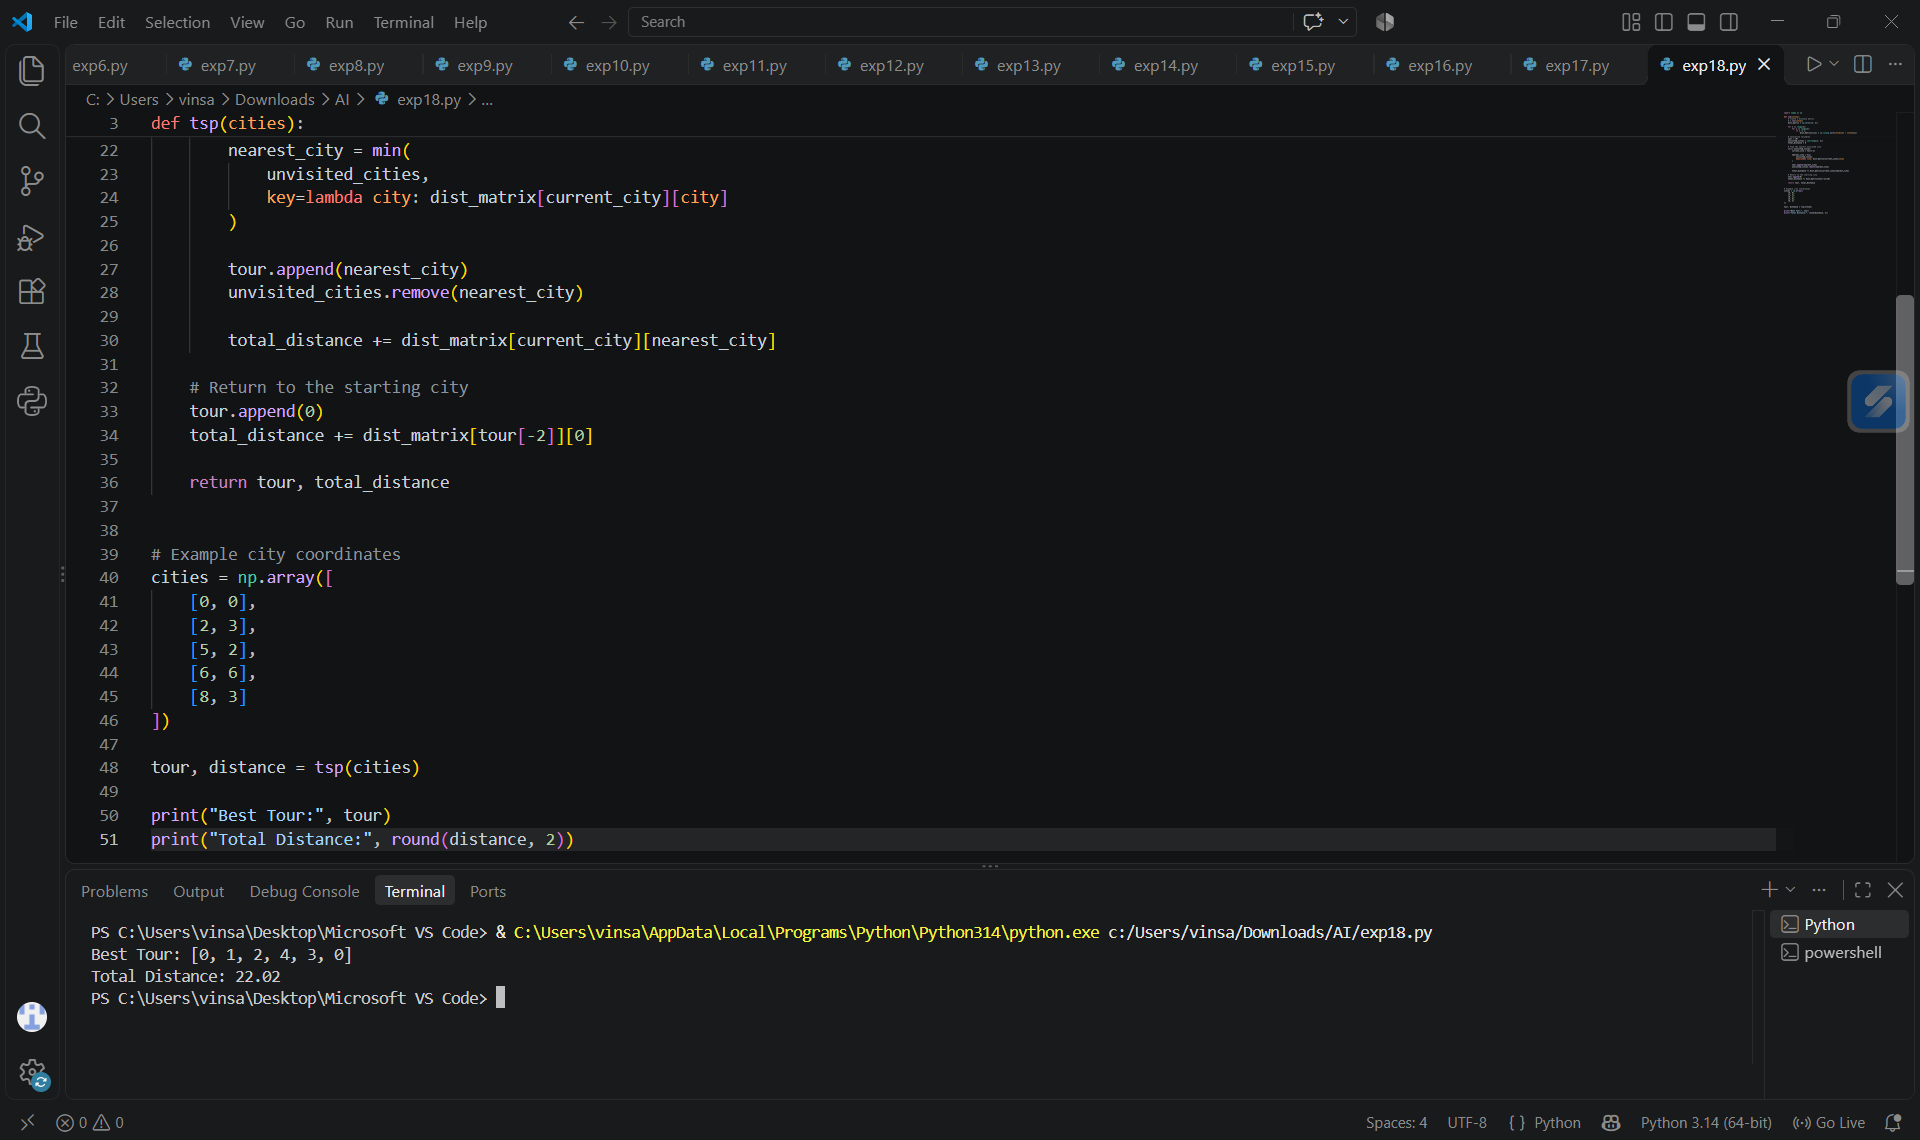 File Edit Selection View Go Run Terminal Help Search
exp6.py exp7.py exp8.py exp9.py exp10.py exp11.py exp12.py exp13.py exp14.py exp15.py exp16.py exp17.py exp18.py
C: > Users > vinsa > Downloads > AI > exp18.py > ...
3 def tsp(cities):
22 nearest_city = min(
23 unvisited_cities,
24 key=lambda city: dist_matrix[current_city][city]
25 )
26
27 tour.append(nearest_city)
28 unvisited_cities.remove(nearest_city)
29
30 total_distance += dist_matrix[current_city][nearest_city]
31
32 # Return to the starting city
33 tour.append(0)
34 total_distance += dist_matrix[tour[-2]][0]
35
36 return tour, total_distance
37
38
39 # Example city coordinates
40 cities = np.array([
41 [0, 0],
42 [2, 3],
43 [5, 2],
44 [6, 6],
45 [8, 3]
46 ])
47
48 tour, distance = tsp(cities)
49
50 print("Best Tour:", tour)
51 print("Total Distance:", round(distance, 2))
Problems Output Debug Console Terminal Ports
PS C:\Users\vinsa\Desktop\Microsoft VS Code> & C:\Users\vinsa\AppData\Local\Programs\Python\Python314\python.exe c:/Users/vinsa/Downloads/AI/exp18.py
Best Tour: [0, 1, 2, 4, 3, 0]
Total Distance: 22.02
PS C:\Users\vinsa\Desktop\Microsoft VS Code>
Python
powershell
0 0 Spaces: 4 UTF-8 { } Python Python 3.14 (64-bit) Go Live